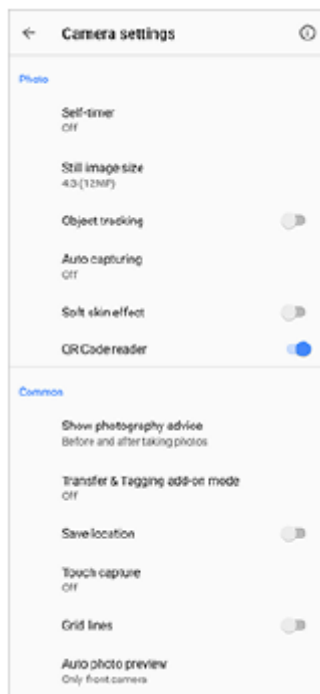 Camera settings
Photo
Self-timer
Off
Still image size
4:3 (12MP)
Object tracking
Auto capturing
Off
Soft skin effect
QR Code reader
Common
Show photography advice
Before and after taking photos
Transfer & Tagging add-on mode
Off
Save location
Touch capture
Off
Grid lines
Auto photo preview
Only front camera